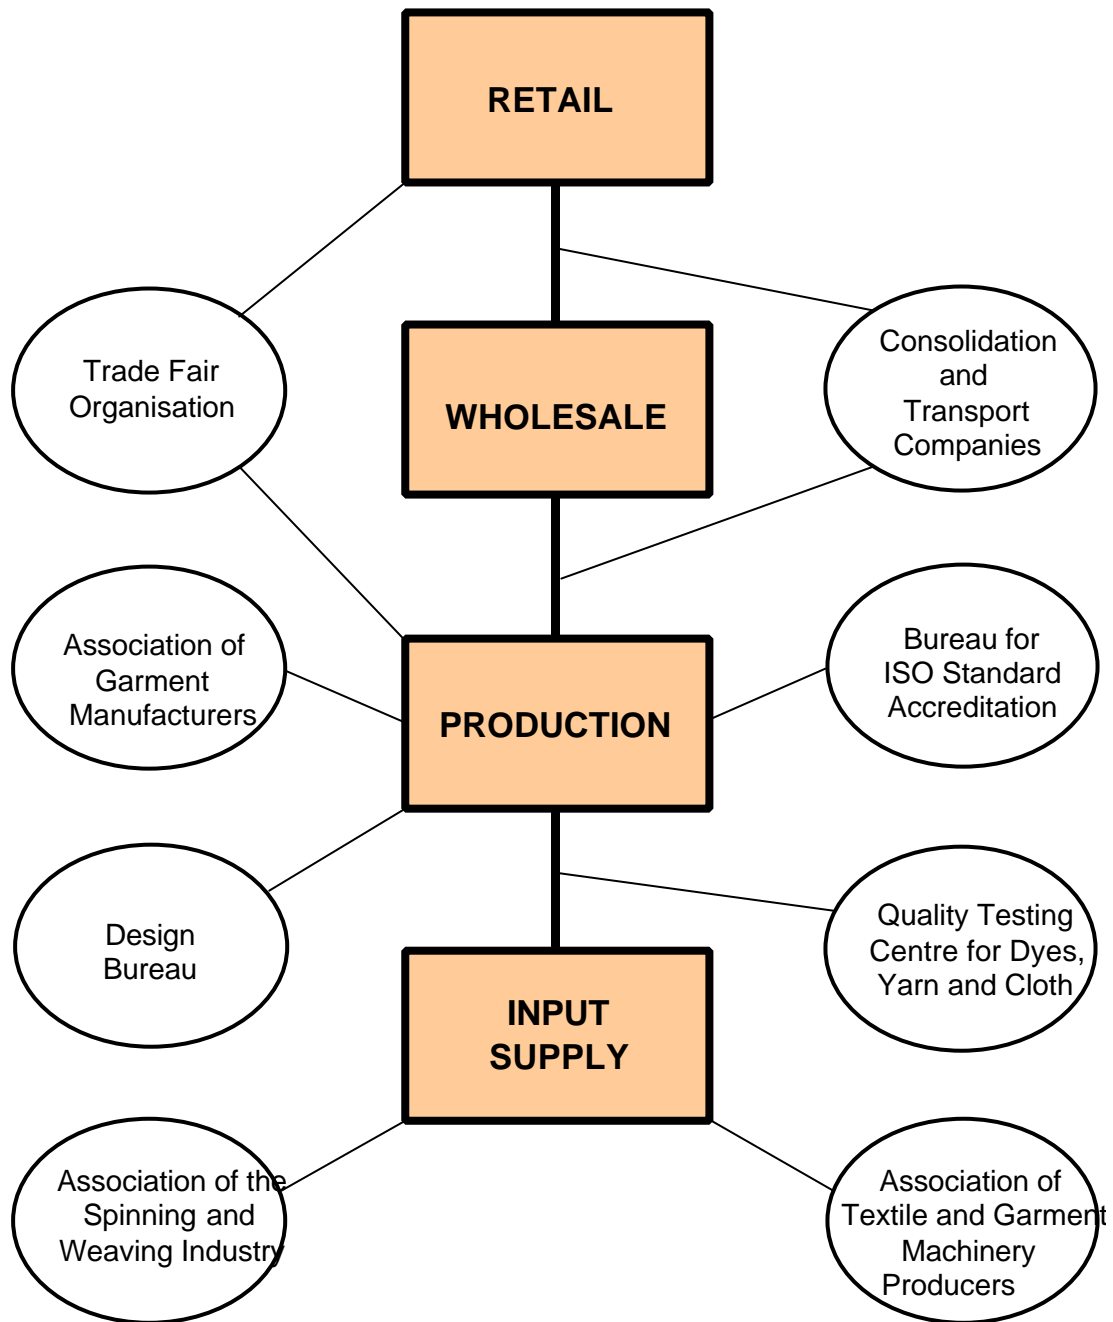 RETAIL
Trade Fair
Organisation
Consolidation
and
Transport
Companies
WHOLESALE
Association of
Garment
Manufacturers
Bureau for
ISO Standard
Accreditation
PRODUCTION
Design
Bureau
Quality Testing
Centre for Dyes,
Yarn and Cloth
INPUT
SUPPLY
Association of the
Spinning and
Weaving Industry
Association of
Textile and Garment
Machinery
Producers